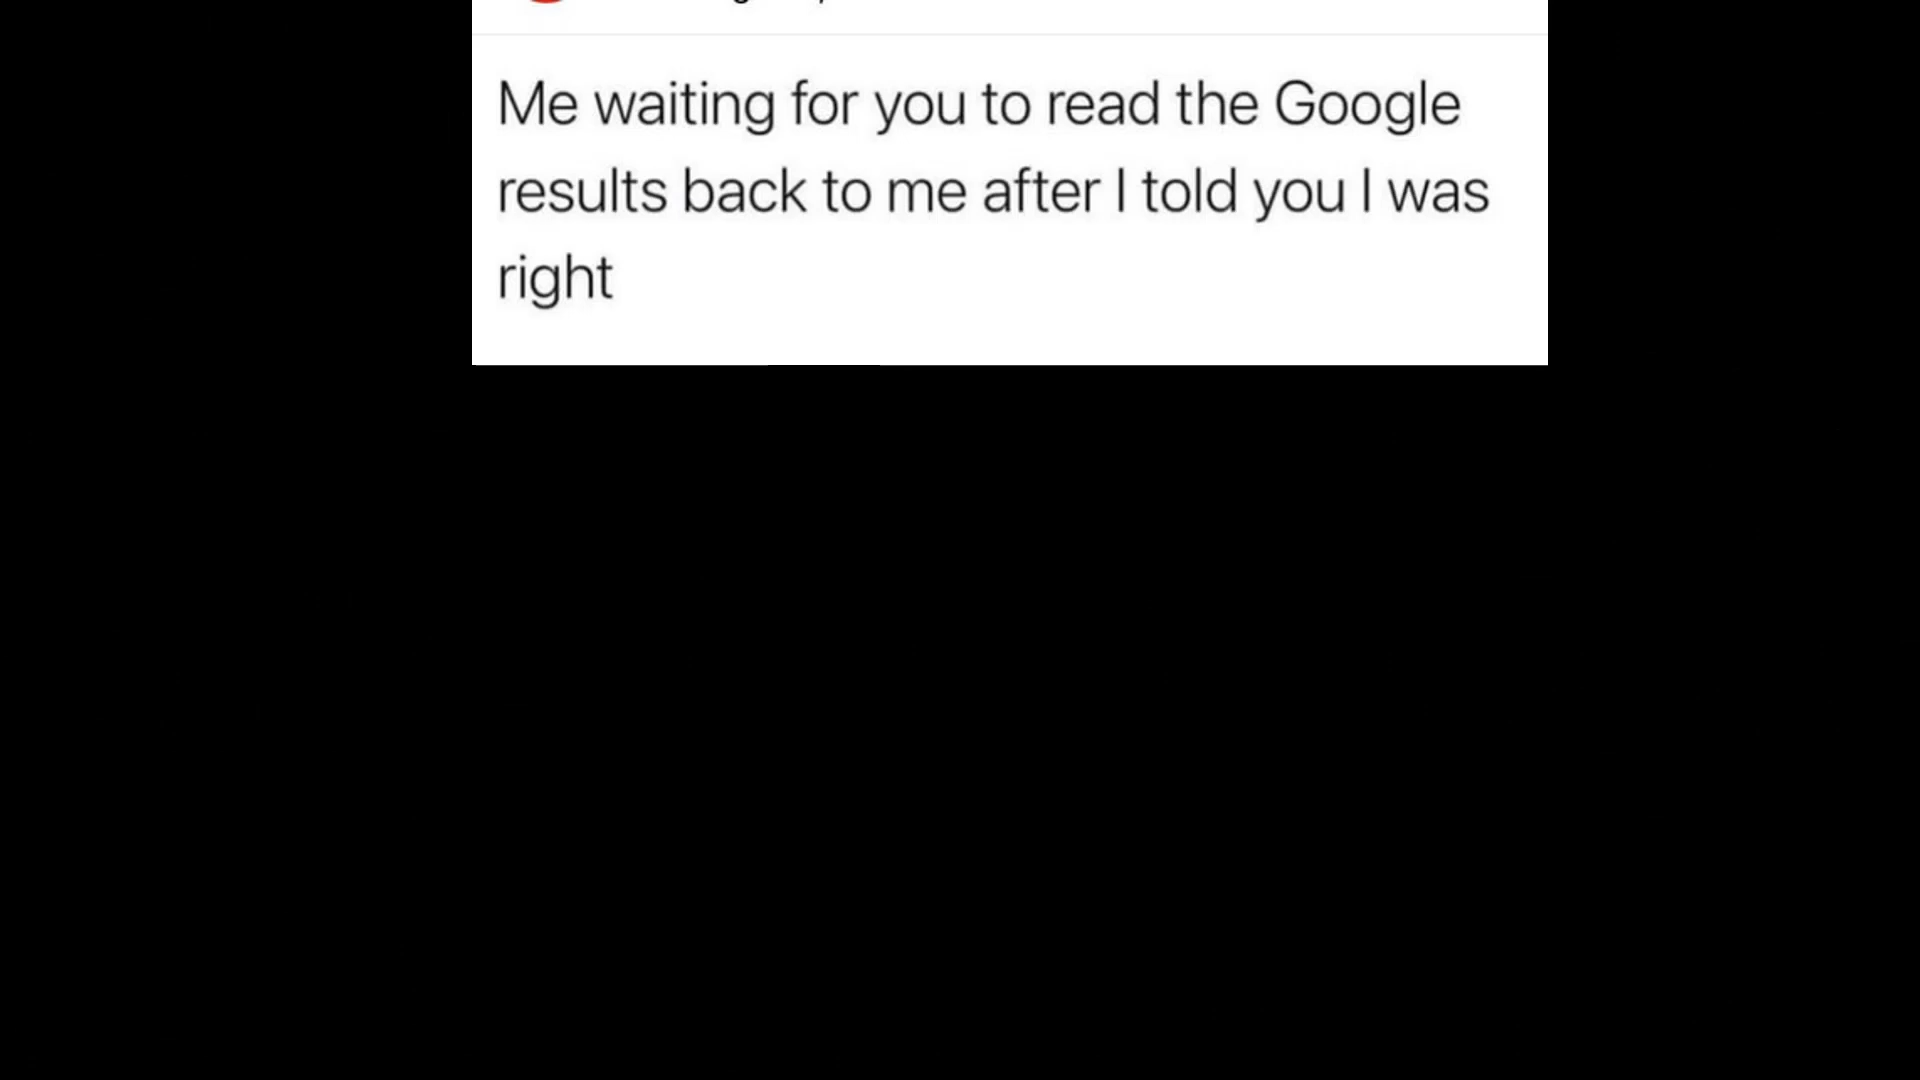 Me waiting for you to read the Google
results back to me after I told you I was
right